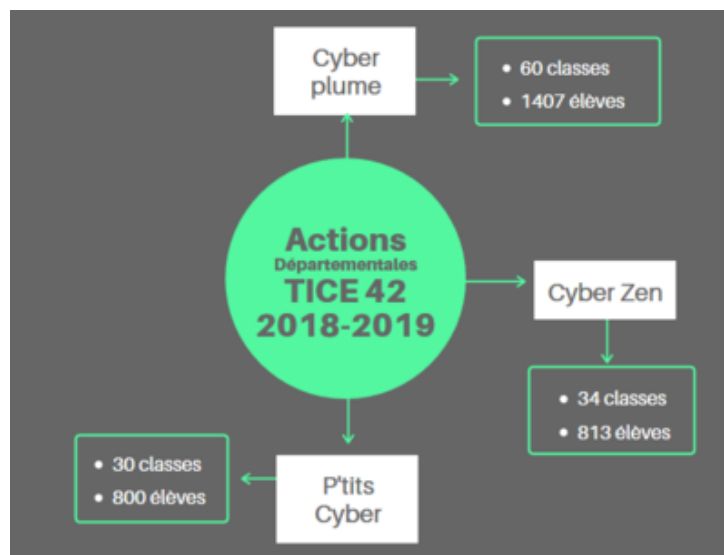 Cyber
plume
• 60 classes
• 1407 élèves
Actions
Départementales
TICE 42
2018-2019
Cyber Zen
• 34 classes
• 813 élèves
• 30 classes
• 800 élèves
P'tits
Cyber